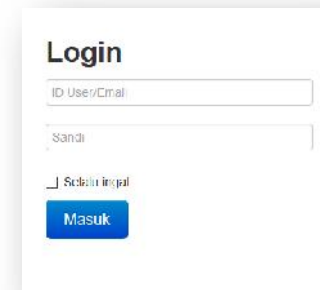 Login
ID User/Email
Sandi
Selalu ingat
Masuk